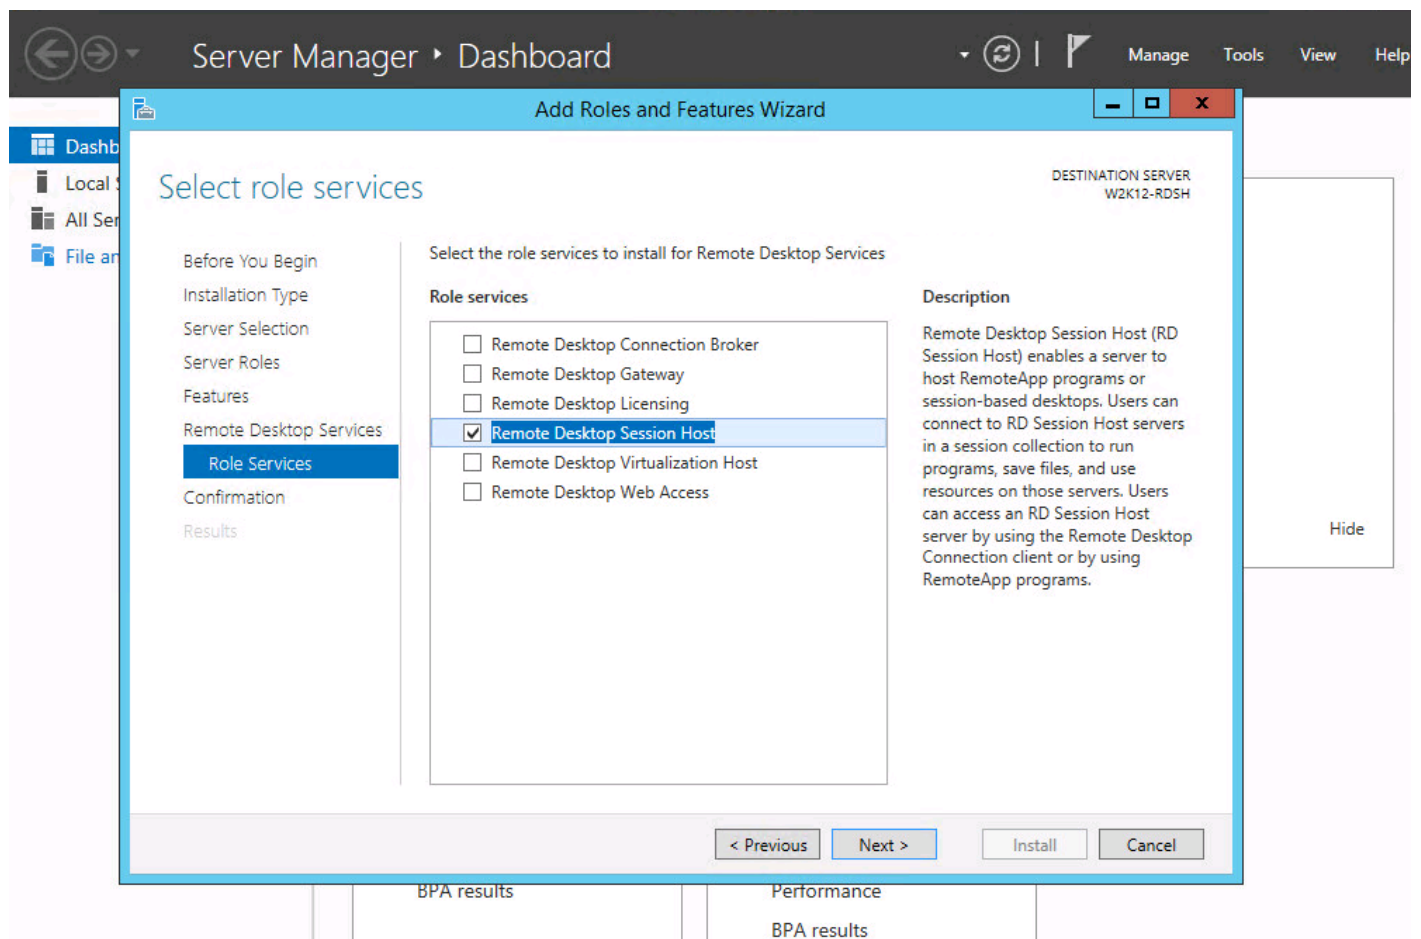 Server Manager ‣ Dashboard
Manage Tools View Help
Add Roles and Features Wizard
Dashb
Local
All Ser
File an
Select role services
DESTINATION SERVER
W2K12-RDSH
Before You Begin
Installation Type
Server Selection
Server Roles
Features
Remote Desktop Services
Role Services
Confirmation
Results
Select the role services to install for Remote Desktop Services
Role services
Remote Desktop Connection Broker
Remote Desktop Gateway
Remote Desktop Licensing
Remote Desktop Session Host
Remote Desktop Virtualization Host
Remote Desktop Web Access
Description
Remote Desktop Session Host (RD
Session Host) enables a server to
host RemoteApp programs or
session-based desktops. Users can
connect to RD Session Host servers
in a session collection to run
programs, save files, and use
resources on those servers. Users
can access an RD Session Host
server by using the Remote Desktop
Connection client or by using
RemoteApp programs.
Hide
< Previous Next > Install Cancel
BPA results
Performance
BPA results